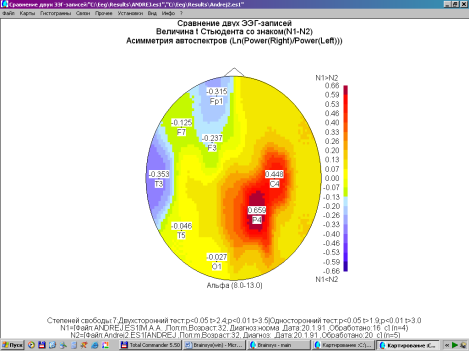 Сравнение двух ЭЭГ-записей"C:\Eeg\Results\ANDREJ.es1","C:\Eeg\Results\Andrej2.es1"
Файл Карты Гистограммы Связи Прочее Установки Вид Инфо ?
Сравнение двух ЭЭГ-записей
Величина t Стьюдента со знаком(N1-N2)
Асимметрия автоспектров (Ln(Power(Right)/Power(Left)))
N1>N2
0.66
0.59
0.53
0.46
0.40
0.33
0.26
0.20
0.13
0.07
0.00
-0.07
-0.13
-0.20
-0.26
-0.33
-0.40
-0.46
-0.53
-0.59
-0.66
N1<N2
-0.315
Fp1
-0.125
F7
-0.237
F3
-0.353
T3
0.448
C4
0.659
P4
-0.046
T5
-0.027
O1
Альфа (8.0-13.0)
Степеней свободы:7;Двухсторонний тест:p<0.05 t>2.4;p<0.01 t>3.5|Односторонний тест:p<0.05 t>1.9;p<0.01 t>3.0
N1=[Файл:ANDREJ.ES1!М.А.А. ,Пол:m,Возраст:32, Диагноз:норма ,Дата:20.1.91 ,Обработано:16 с](n=4)
N2=[Файл:Andrej2.ES1!ANDREJ ,Пол:m,Возраст:32, Диагноз: ,Дата:20.1.91 ,Обработано:20 с](n=5)
Пуск
Total Commander 5.50
Brainsys(win) - Micr...
Brainsys - main
Картирование (C:\...
Картирование (C...